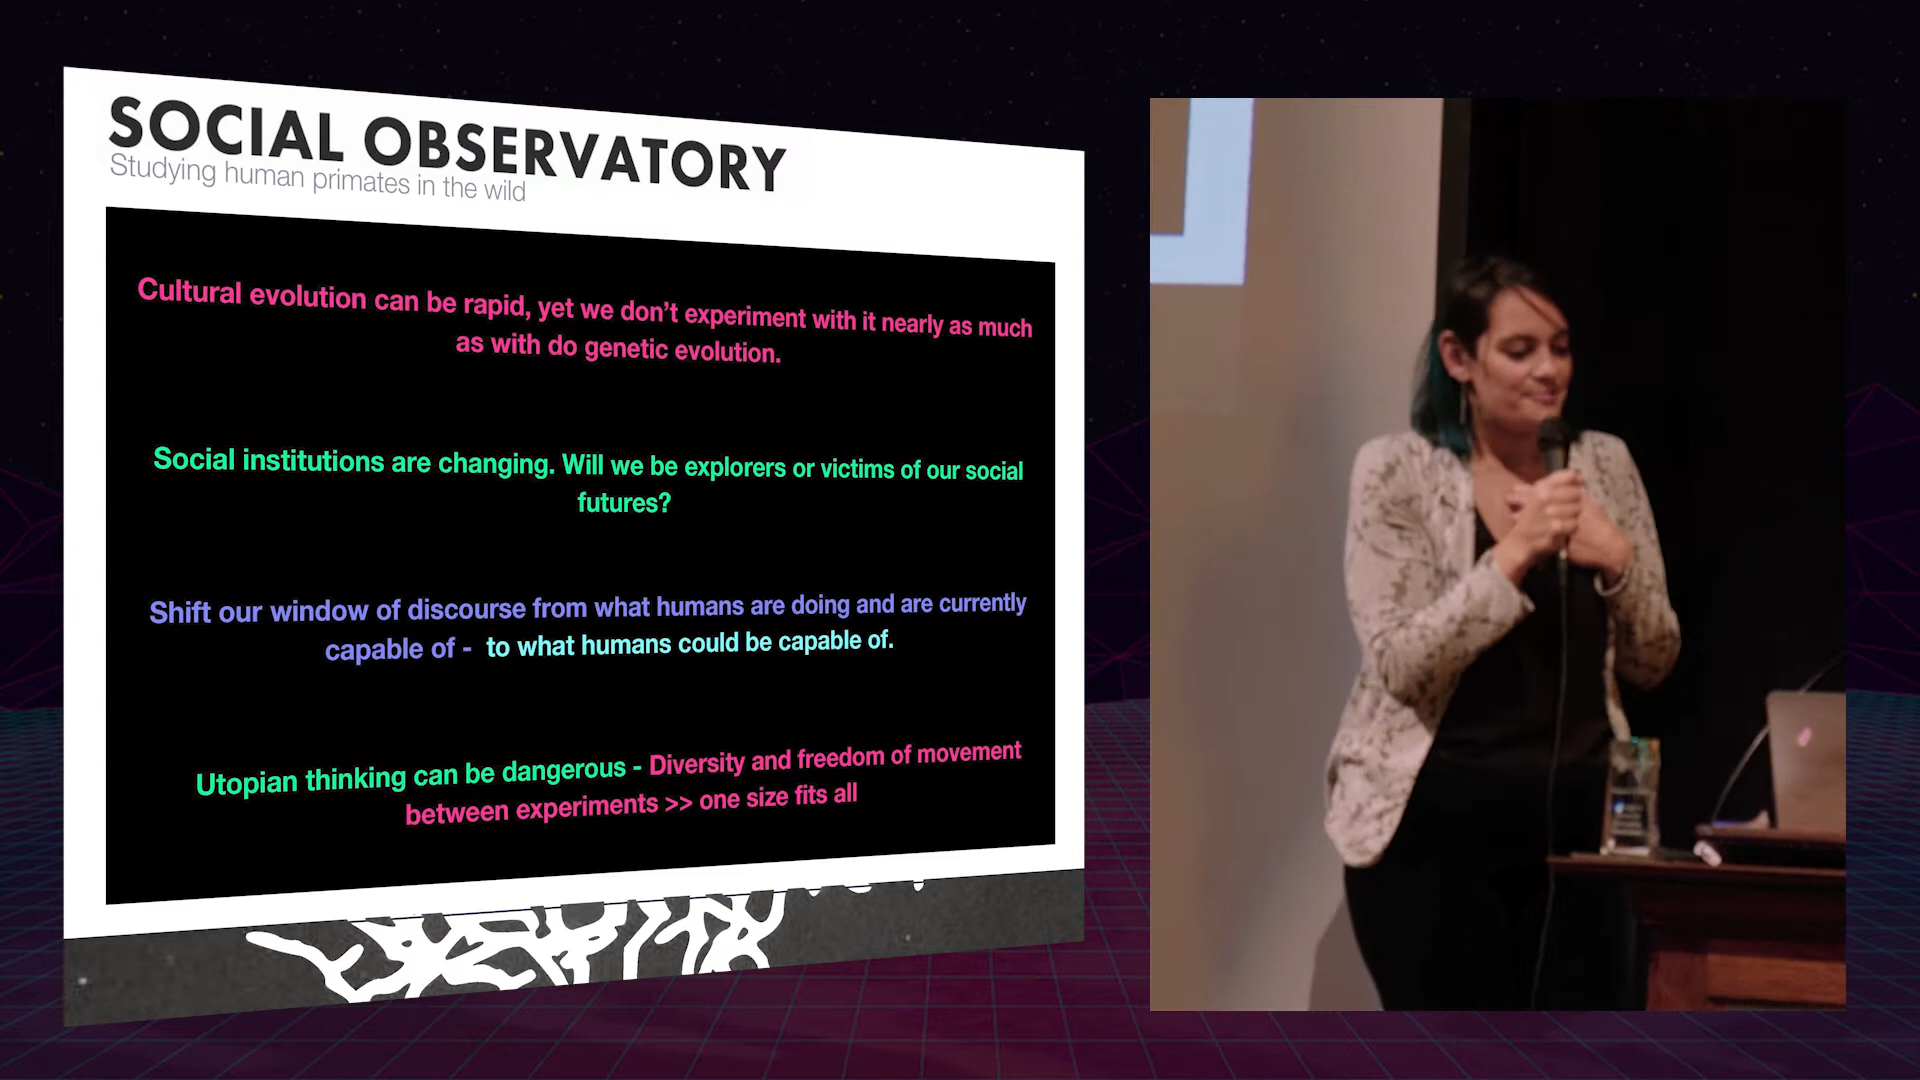 SOCIAL OBSERVATORY
Studying human primates in the wild
Cultural evolution can be rapid, yet we don’t experiment with it nearly as much
as with do genetic evolution.
Social institutions are changing. Will we be explorers or victims of our social
futures?
Shift our window of discourse from what humans are doing and are currently
capable of - to what humans could be capable of.
Utopian thinking can be dangerous - Diversity and freedom of movement
between experiments >> one size fits all